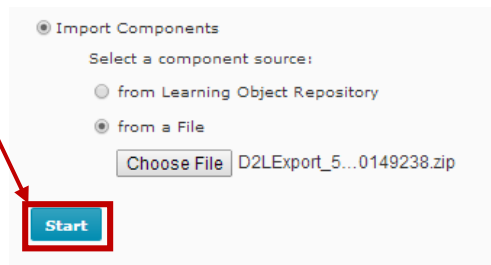 Import Components
Select a component source:
from Learning Object Repository
from a File
Choose File D2LExport_5...0149238.zip
Start